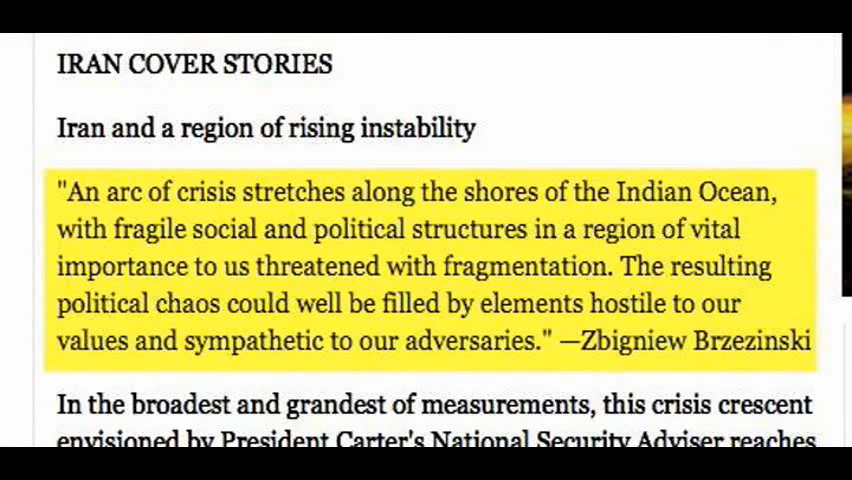 IRAN COVER STORIES
Iran and a region of rising instability
"An arc of crisis stretches along the shores of the Indian Ocean,
with fragile social and political structures in a region of vital
importance to us threatened with fragmentation. The resulting
political chaos could well be filled by elements hostile to our
values and sympathetic to our adversaries." —Zbigniew Brzezinski
In the broadest and grandest of measurements, this crisis crescent
envisioned by President Carter's National Security Adviser reaches